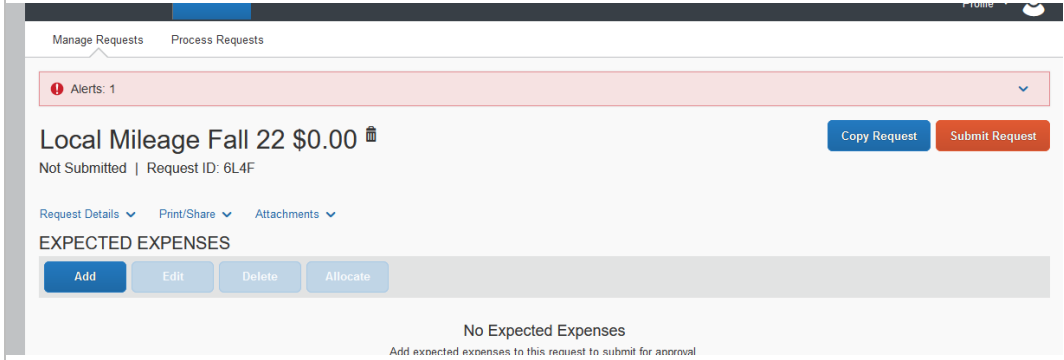 Profile
Manage Requests Process Requests
Alerts: 1
Local Mileage Fall 22 $0.00
Copy Request Submit Request
Not Submitted | Request ID: 6L4F
Request Details Print/Share Attachments
EXPECTED EXPENSES
Add Edit Delete Allocate
No Expected Expenses
Add expected expenses to this request to submit for approval